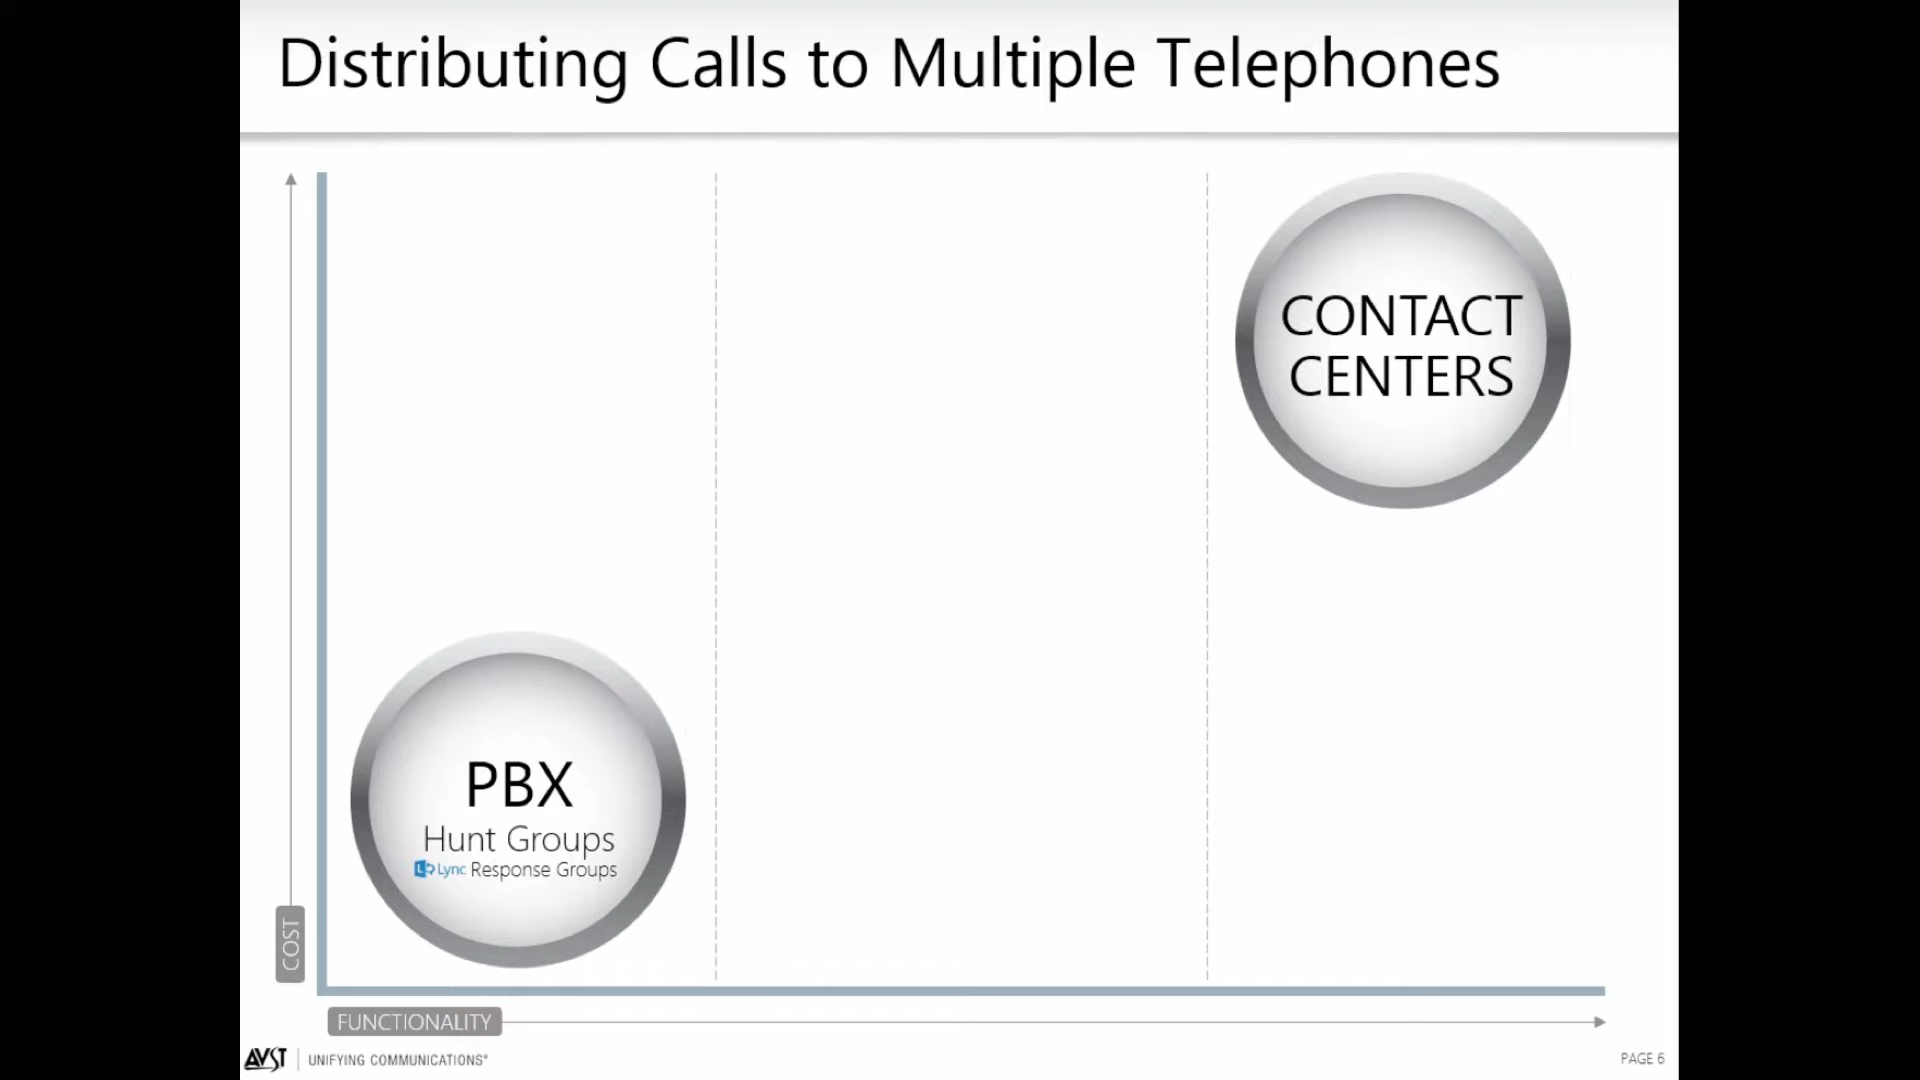 Distributing Calls to Multiple Telephones
CONTACT
CENTERS
PBX
Hunt Groups
Lync Response Groups
COST
FUNCTIONALITY
AVST UNIFYING COMMUNICATIONS®
PAGE 6